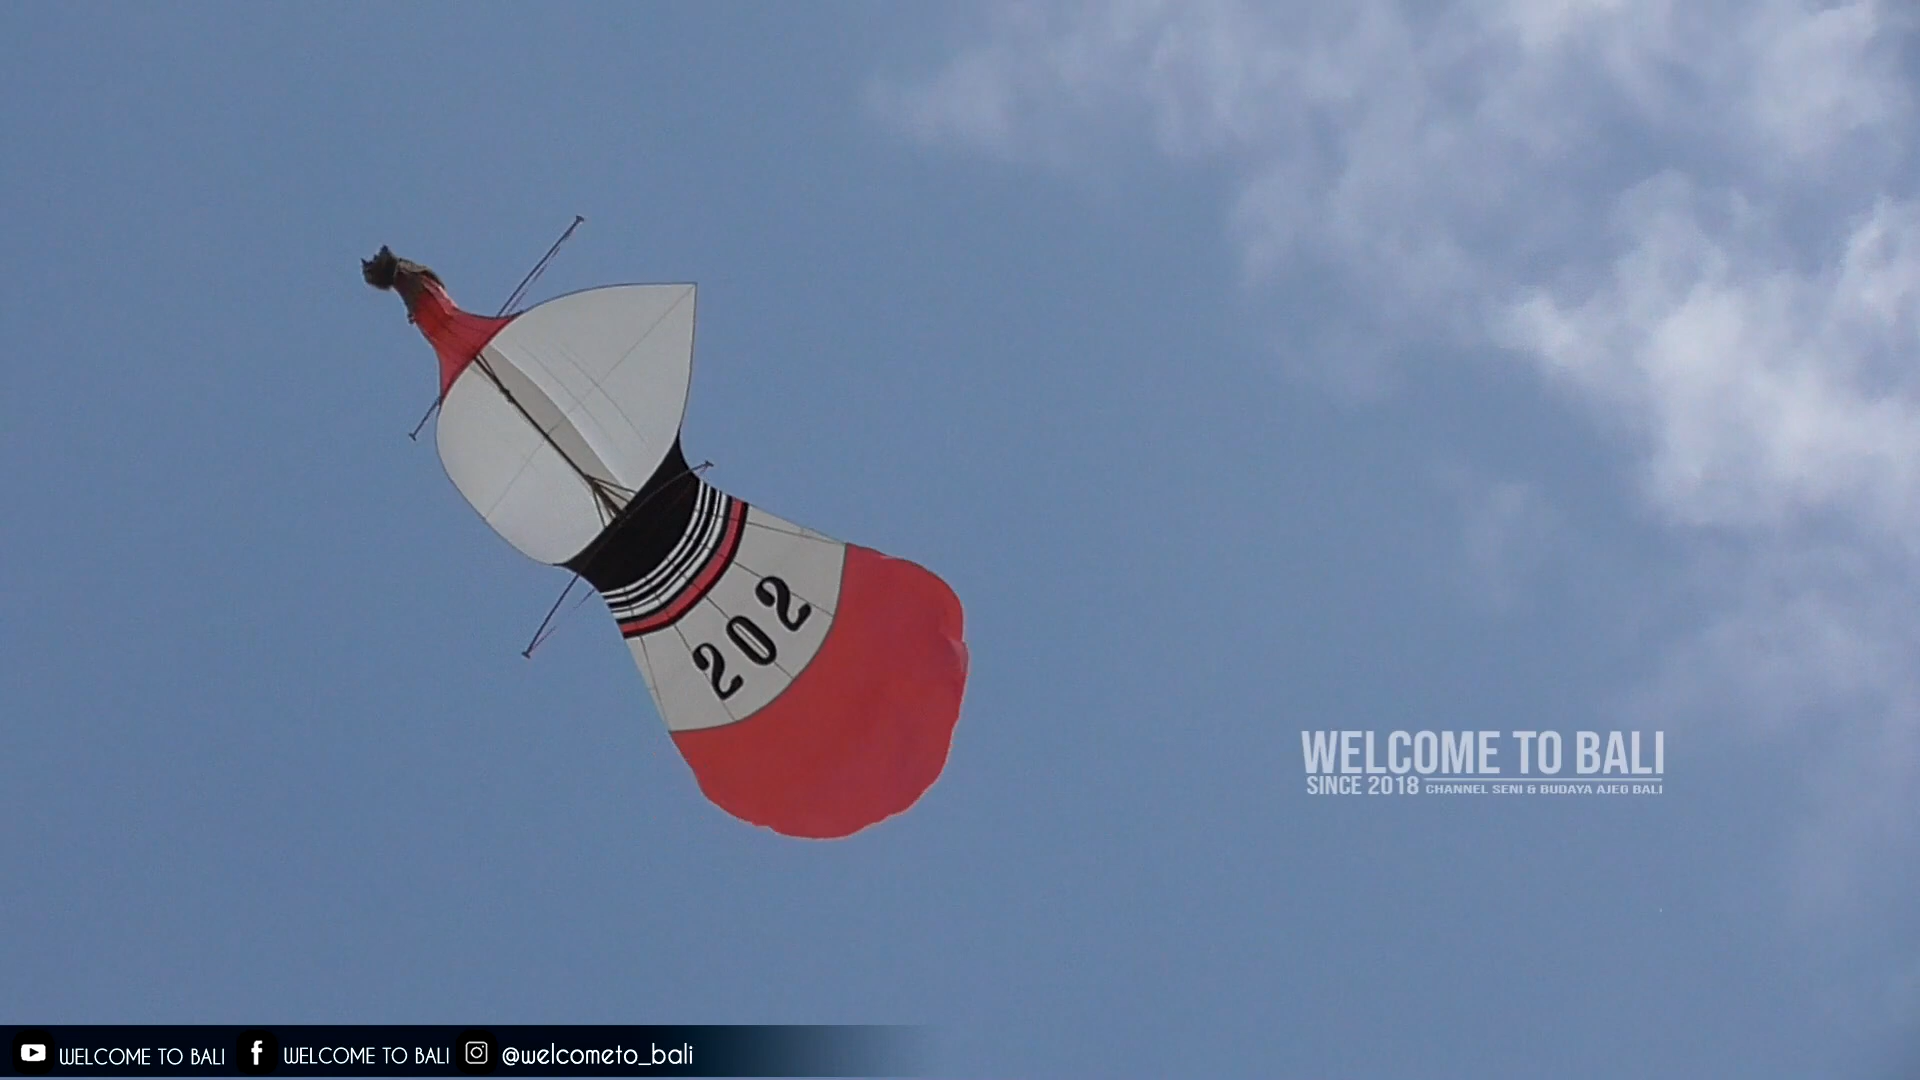 202
WELCOME TO BALI
SINCE 2018 CHANNEL SENI & BUDAYA AJEG BALI
WELCOME TO BALI WELCOME TO BALI @welcometo_bali